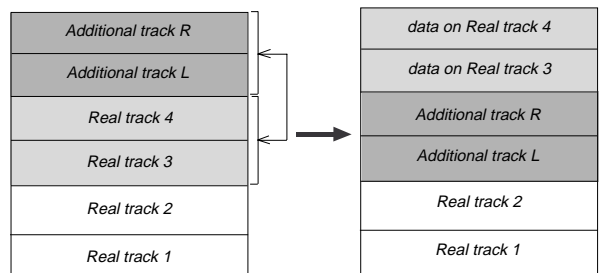 Additional track R
Additional track L
Real track 4
Real track 3
Real track 2
Real track 1
data on Real track 4
data on Real track 3
Additional track R
Additional track L
Real track 2
Real track 1